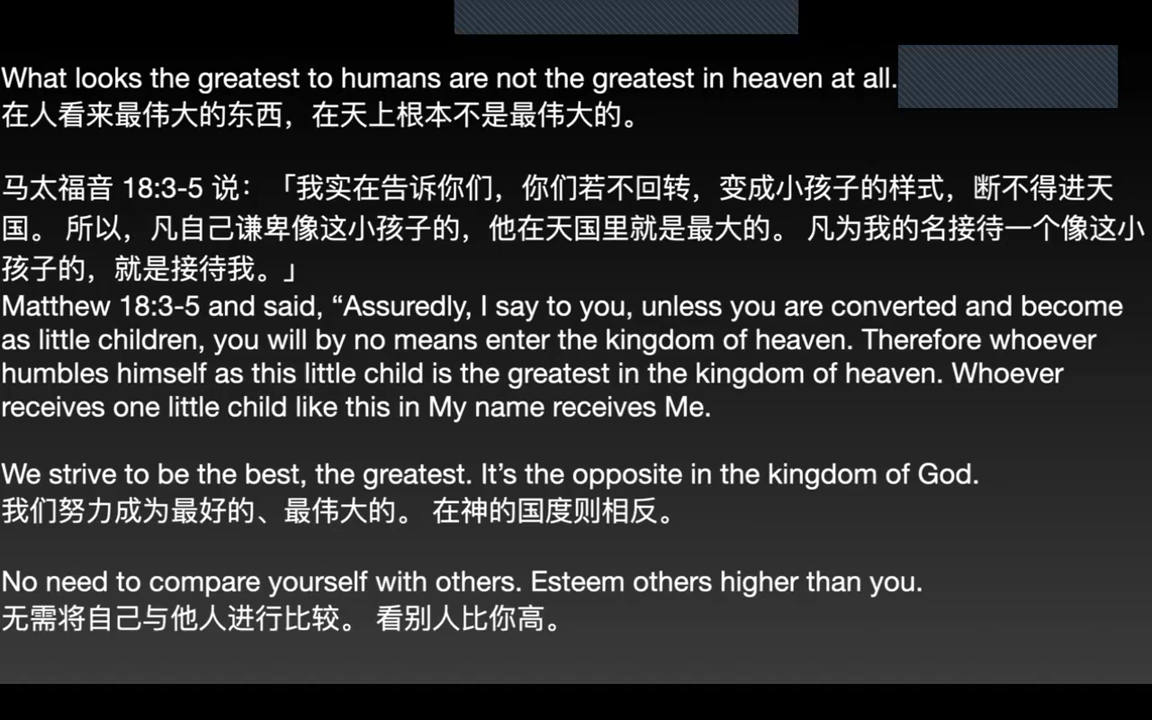 What looks the greatest to humans are not the greatest in heaven at all.
在人看来最伟大的东西，在天上根本不是最伟大的。
马太福音 18:3-5 说：「我实在告诉你们，你们若不回转，变成小孩子的样式，断不得进天
国。 所以，凡自己谦卑像这小孩子的，他在天国里就是最大的。 凡为我的名接待一个像这小
孩子的，就是接待我。」
Matthew 18:3-5 and said, “Assuredly, I say to you, unless you are converted and become
as little children, you will by no means enter the kingdom of heaven. Therefore whoever
humbles himself as this little child is the greatest in the kingdom of heaven. Whoever
receives one little child like this in My name receives Me.
We strive to be the best, the greatest. It’s the opposite in the kingdom of God.
我们努力成为最好的、最伟大的。 在神的国度则相反。
No need to compare yourself with others. Esteem others higher than you.
无需将自己与他人进行比较。 看别人比你高。